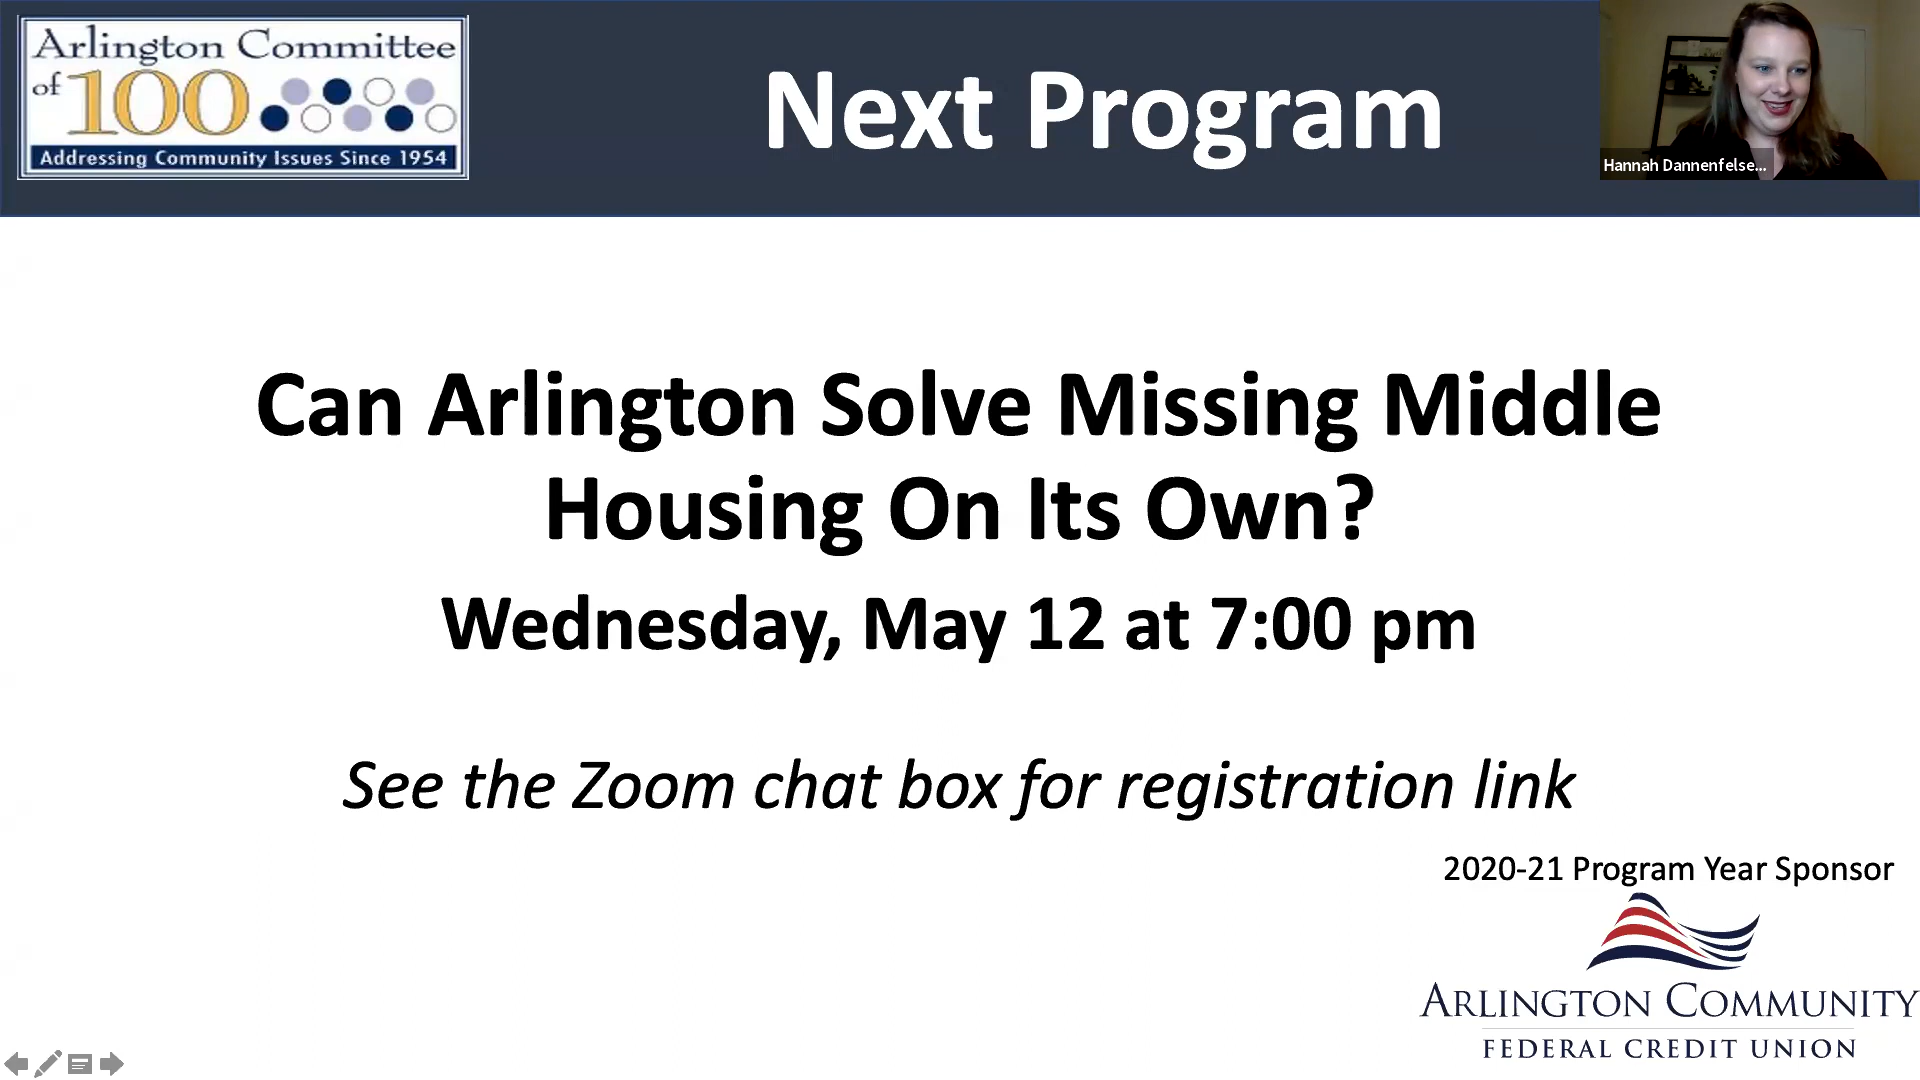 Arlington Committee
of 100
Addressing Community Issues Since 1954
Next Program
Hannah Dannenfelse...
Can Arlington Solve Missing Middle
Housing On Its Own?
Wednesday, May 12 at 7:00 pm
See the Zoom chat box for registration link
2020-21 Program Year Sponsor
ARLINGTON COMMUNITY
FEDERAL CREDIT UNION